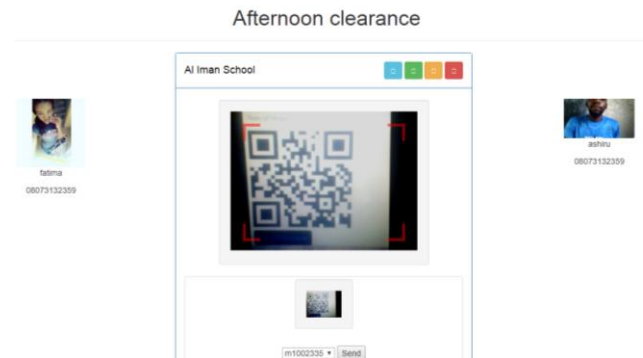 Afternoon clearance
Al Iman School
fatima
08073132359
ashiru
08073132359
m1002335
Send